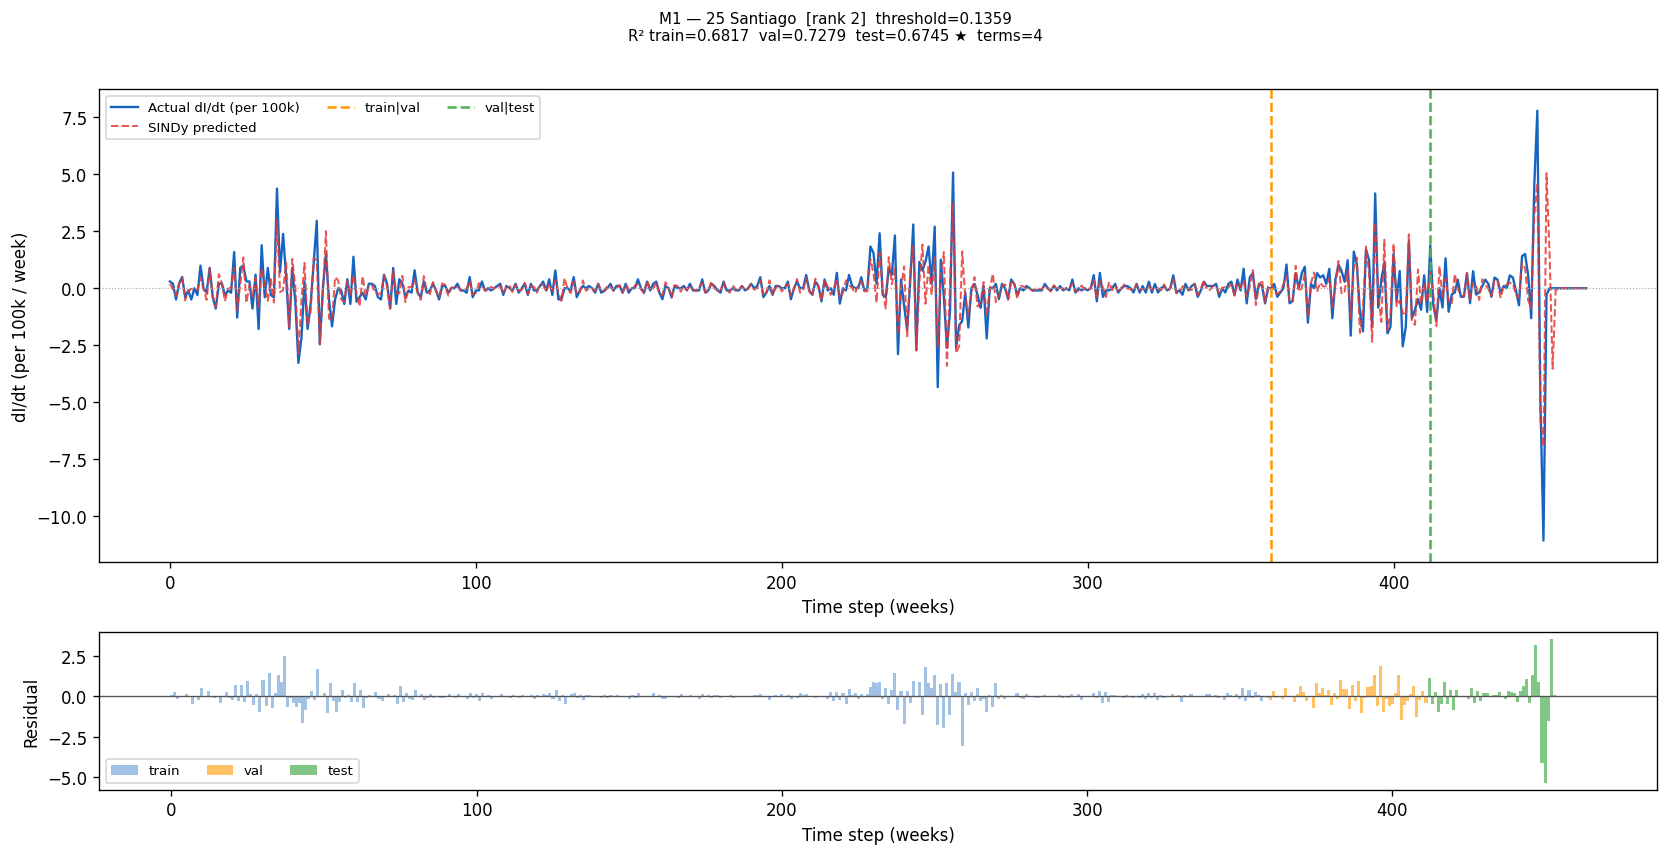 M1 — 25 Santiago  [rank 2]  threshold=0.1359
R² train=0.6817  val=0.7279  test=0.6745 ★  terms=4
Actual dI/dt (per 100k)
SINDy predicted
train|val
val|test
dI/dt (per 100k / week)
7.5
5.0
2.5
0.0
−2.5
−5.0
−7.5
−10.0
0
100
200
300
400
Time step (weeks)
Residual
2.5
0.0
−2.5
−5.0
train
val
test
0
100
200
300
400
Time step (weeks)